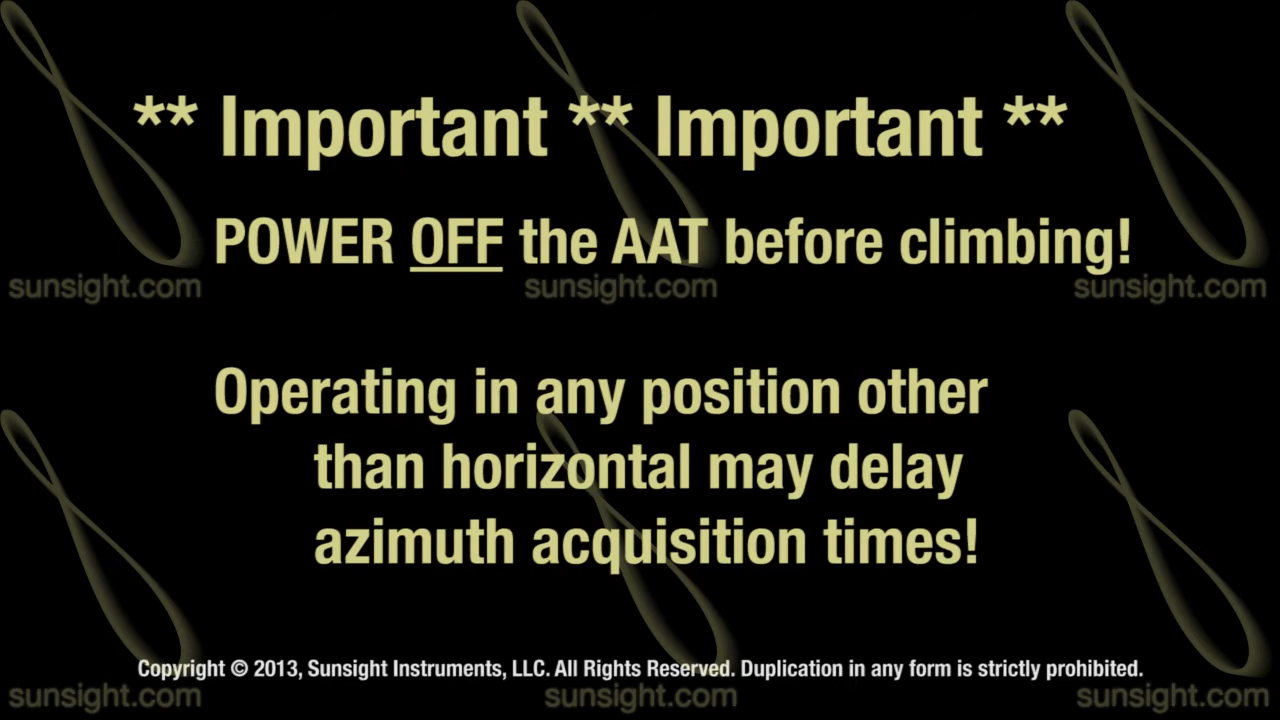 ** Important ** Important **
POWER OFF the AAT before climbing!
sunsight.com sunsight.com sunsight.com
Operating in any position other
than horizontal may delay
azimuth acquisition times!
Copyright © 2013, Sunsight Instruments, LLC. All Rights Reserved. Duplication in any form is strictly prohibited.
sunsight.com sunsight.com sunsight.com